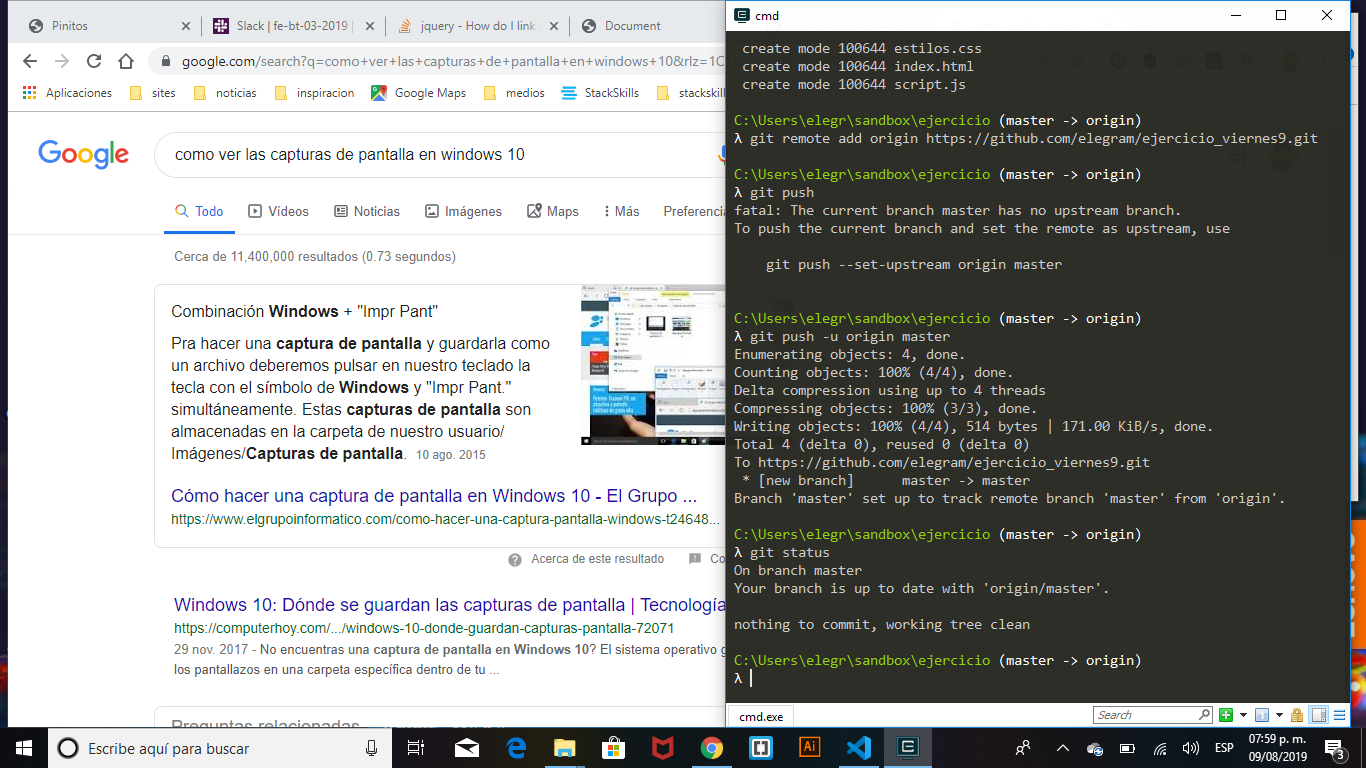 Pinitos
Slack | fe-bt-03-2019 |
jquery - How do I link
Document
google.com/search?q=como+ver+las+capturas+de+pantalla+en+windows+10&rlz=1C
Aplicaciones
sites
noticias
inspiracion
Google Maps
medios
StackSkills
stackskill
Google
como ver las capturas de pantalla en windows 10
Todo
Vídeos
Noticias
Imágenes
Maps
Más
Preferencia
Cerca de 11,400,000 resultados (0.73 segundos)
Combinación Windows + "Impr Pant"
Pra hacer una captura de pantalla y guardarla como
un archivo deberemos pulsar en nuestro teclado la
tecla con el símbolo de Windows y "Impr Pant."
simultáneamente. Estas capturas de pantalla son
almacenadas en la carpeta de nuestro usuario/
Imágenes/Capturas de pantalla. 10 ago. 2015
Cómo hacer una captura de pantalla en Windows 10 - El Grupo ...
https://www.elgrupoinformatico.com/como-hacer-una-captura-pantalla-windows-t24648...
Acerca de este resultado
Co
Windows 10: Dónde se guardan las capturas de pantalla | Tecnología
https://computerhoy.com/.../windows-10-donde-guardan-capturas-pantalla-72071
29 nov. 2017 - No encuentras una captura de pantalla en Windows 10? El sistema operativo g
los pantallazos en una carpeta específica dentro de tu ...
Preguntas relacionadas
cmd
create mode 100644 estilos.css
create mode 100644 index.html
create mode 100644 script.js
C:\Users\elegr\sandbox\ejercicio (master -> origin)
λ git remote add origin https://github.com/elegram/ejercicio_viernes9.git
C:\Users\elegr\sandbox\ejercicio (master -> origin)
λ git push
fatal: The current branch master has no upstream branch.
To push the current branch and set the remote as upstream, use
git push --set-upstream origin master
C:\Users\elegr\sandbox\ejercicio (master -> origin)
λ git push -u origin master
Enumerating objects: 4, done.
Counting objects: 100% (4/4), done.
Delta compression using up to 4 threads
Compressing objects: 100% (3/3), done.
Writing objects: 100% (4/4), 514 bytes | 171.00 KiB/s, done.
Total 4 (delta 0), reused 0 (delta 0)
To https://github.com/elegram/ejercicio_viernes9.git
* [new branch]      master -> master
Branch 'master' set up to track remote branch 'master' from 'origin'.
C:\Users\elegr\sandbox\ejercicio (master -> origin)
λ git status
On branch master
Your branch is up to date with 'origin/master'.
nothing to commit, working tree clean
C:\Users\elegr\sandbox\ejercicio (master -> origin)
λ
cmd.exe
Search
Escribe aquí para buscar
Ai
ESP
07:59 p. m.
09/08/2019
3